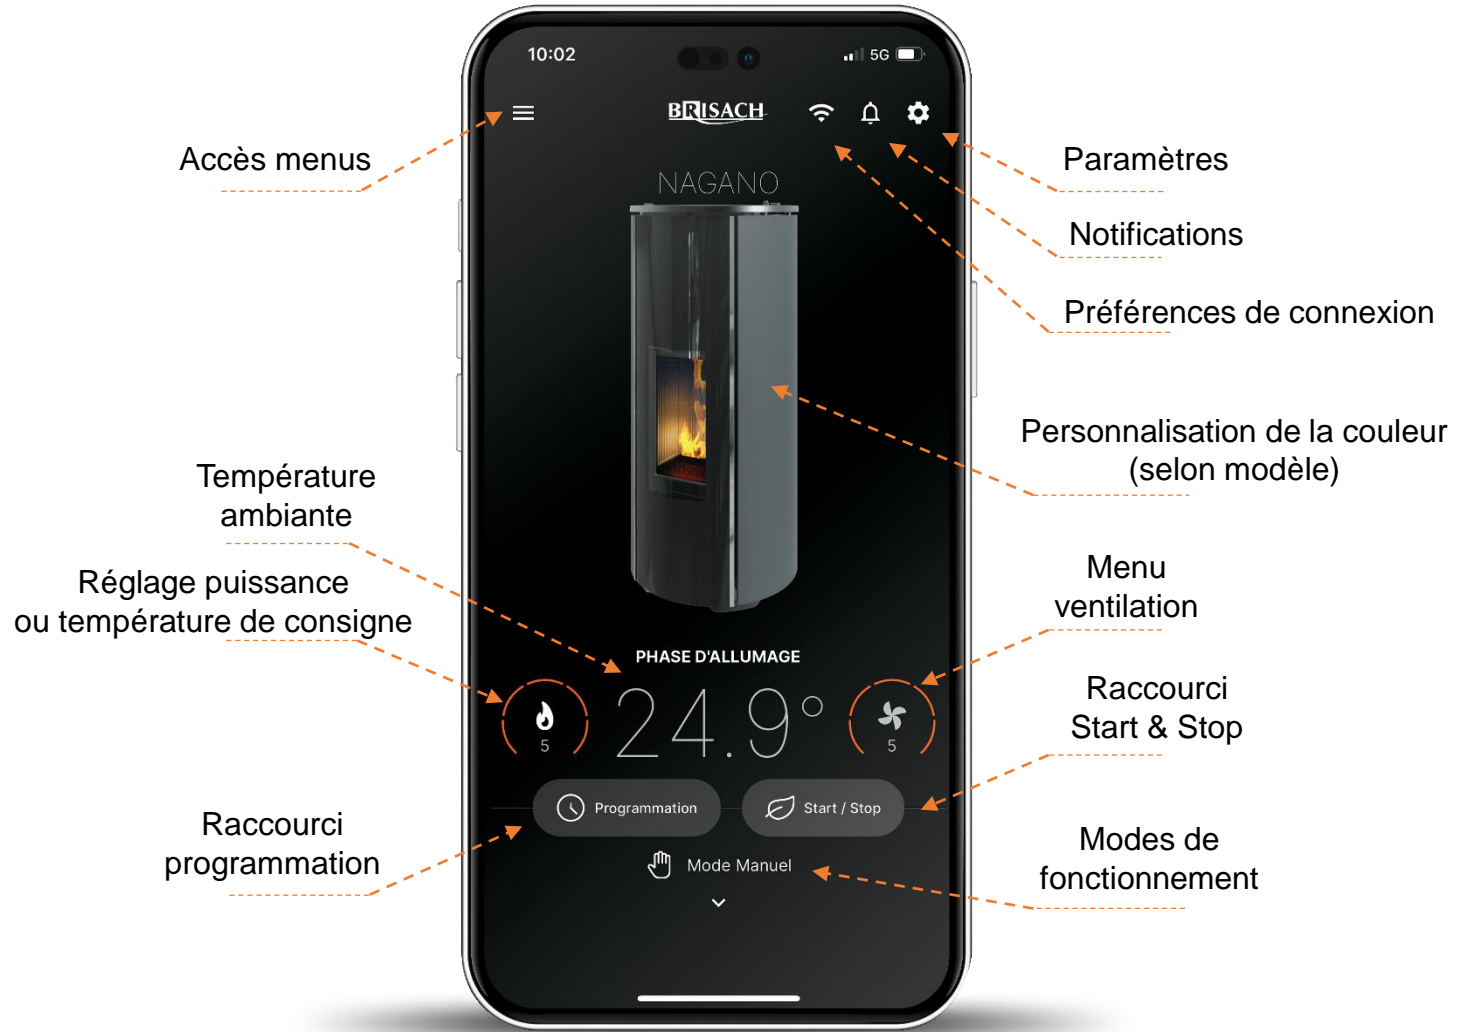 10:02
5G
BRISACH
Accès menus
Paramètres
NAGANO
Notifications
Préférences de connexion
Personnalisation de la couleur
(selon modèle)
Température
ambiante
Réglage puissance
ou température de consigne
Menu
ventilation
PHASE D'ALLUMAGE
24.9°
5
5
Raccourci
Start & Stop
Programmation
Start / Stop
Raccourci
programmation
Mode Manuel
Modes de
fonctionnement